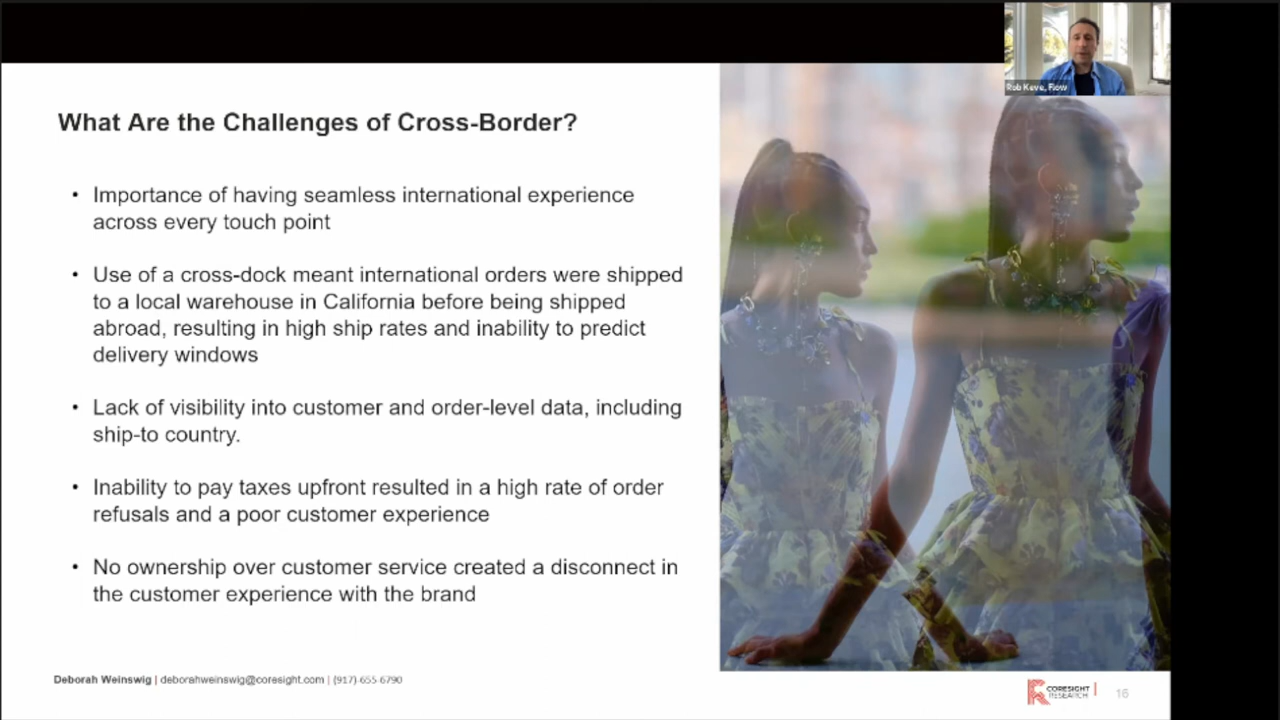 Rob Keve, Flow
What Are the Challenges of Cross-Border?
• Importance of having seamless international experience
across every touch point
• Use of a cross-dock meant international orders were shipped
to a local warehouse in California before being shipped
abroad, resulting in high ship rates and inability to predict
delivery windows
• Lack of visibility into customer and order-level data, including
ship-to country.
• Inability to pay taxes upfront resulted in a high rate of order
refusals and a poor customer experience
• No ownership over customer service created a disconnect in
the customer experience with the brand
Deborah Weinswig | deborahweinswig@coresight.com | (917) 655-6790
CORESIGHT
RESEARCH
16